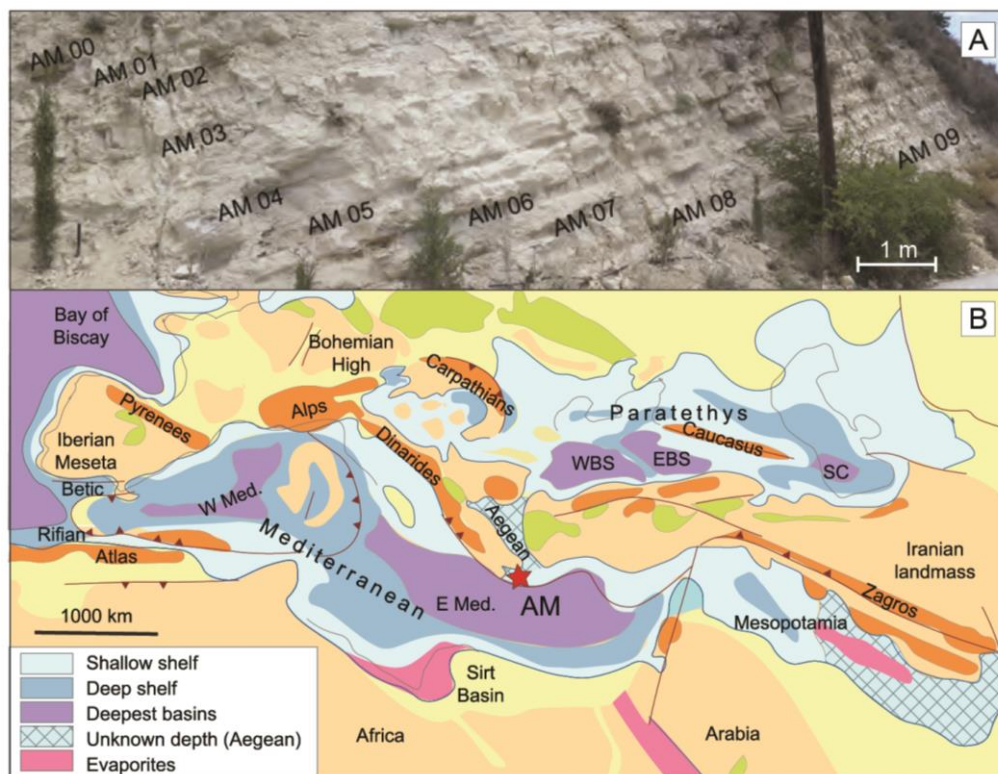 A
AM 00
AM 01
AM 02
AM 03
AM 04
AM 05
AM 06
AM 07
AM 08
AM 09
1 m
B
Bay of
Biscay
Bohemian
High
Carpathians
Pyrenees
Alps
Paratethys
Iberian
Meseta
Dinarides
Caucasus
WBS
EBS
SC
Betic
W Med.
Aegean
Rifian
Atlas
Mediterranean
Iranian
landmass
Zagros
1000 km
E Med.
AM
Mesopotamia
Shallow shelf
Deep shelf
Deepest basins
Unknown depth (Aegean)
Evaporites
Sirt
Basin
Africa
Arabia